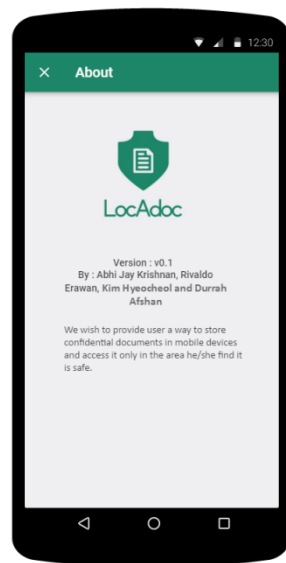 12:30
About
LocAdoc
Version : v0.1
By : Abhi Jay Krishnan, Rivaldo
Erawan, Kim Hyeocheol and Durrah
Afshan
We wish to provide user a way to store
confidential documents in mobile devices
and access it only in the area he/she find it
is safe.